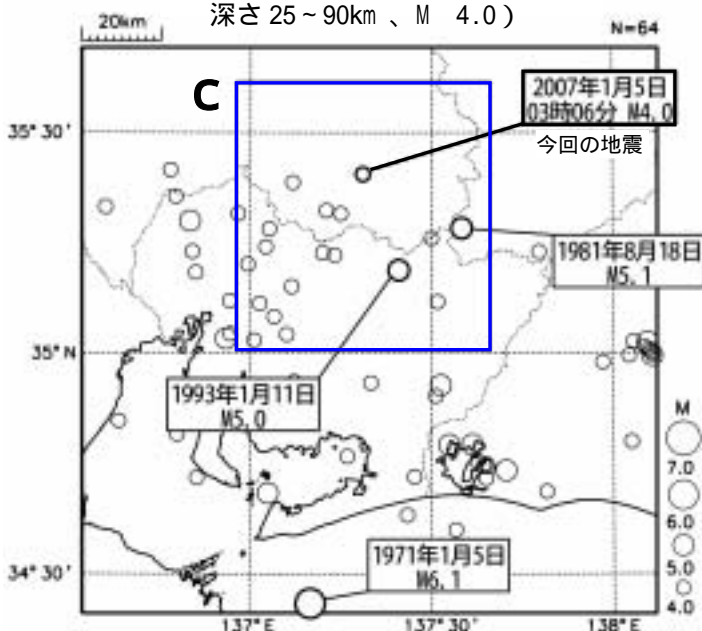 深さ25~90km 、M 4.0)
20km
N=64
C
2007年1月5日
03時06分 M4.0
今回の地震
35° 30'
1981年8月18日
M5.1
35° N
1993年1月11日
M5.0
M
7.0
6.0
5.0
4.0
1971年1月5日
M6.1
34° 30'
137° E
137° 30'
138° E